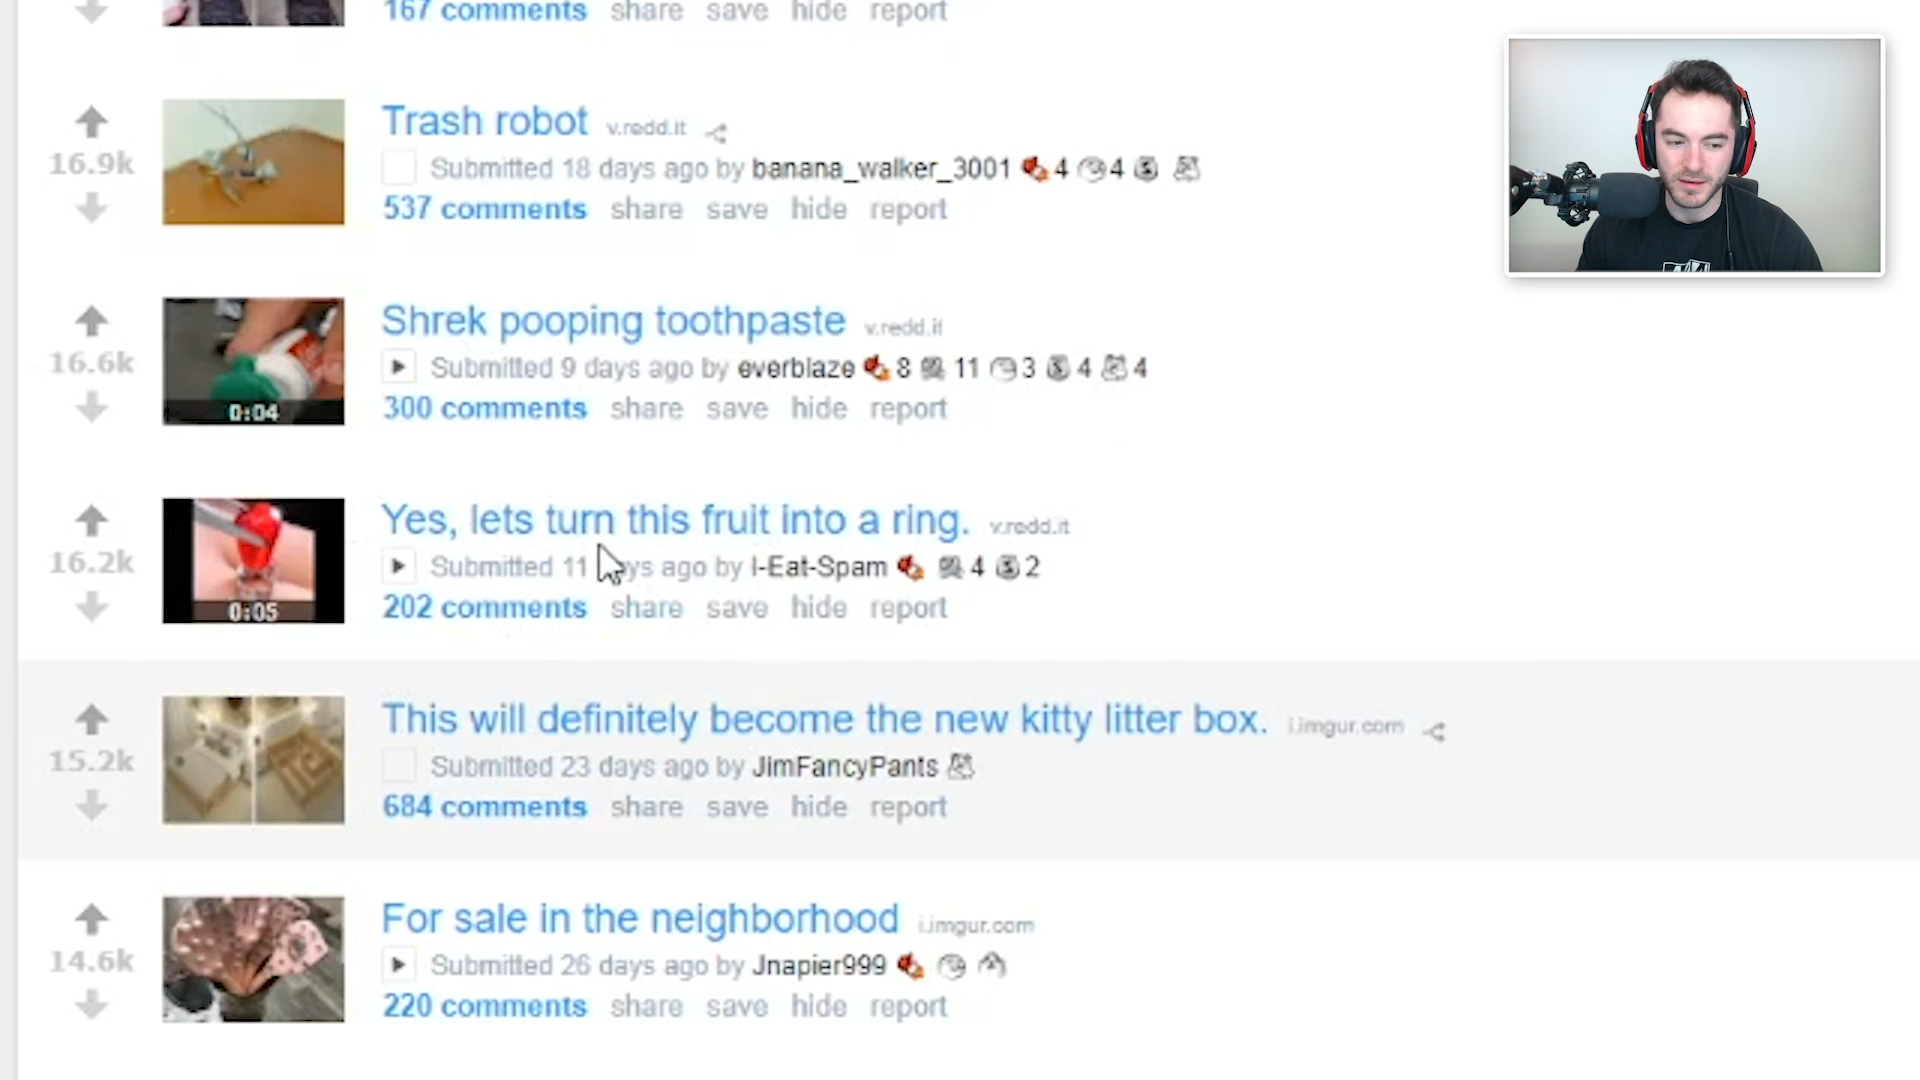 167 comments share save hide report
Trash robot v.redd.it
16.9k
Submitted 18 days ago by banana_walker_3001 4 4
537 comments share save hide report
Shrek pooping toothpaste v.redd.it
16.6k
Submitted 9 days ago by everblaze 8 11 3 4 4
0:04
300 comments share save hide report
Yes, lets turn this fruit into a ring. v.redd.it
16.2k
Submitted 11 ys ago by I-Eat-Spam 4 2
0:05
202 comments share save hide report
This will definitely become the new kitty litter box. i.imgur.com
15.2k
Submitted 23 days ago by JimFancyPants
684 comments share save hide report
For sale in the neighborhood i.imgur.com
14.6k
Submitted 26 days ago by Jnapier999
220 comments share save hide report